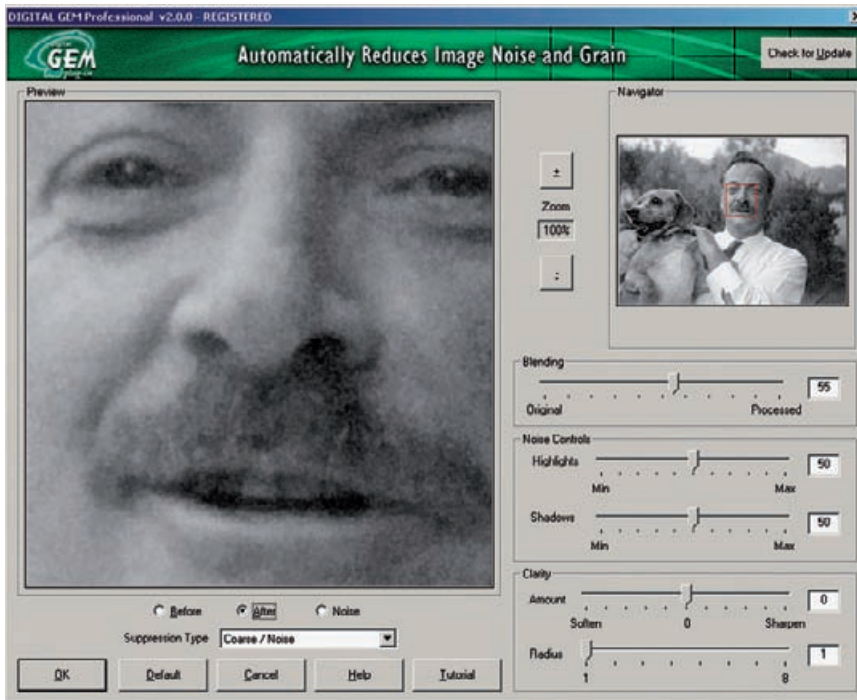 DIGITAL GEM Professional v2.0.0 - REGISTERED
GEM
Automatically Reduces Image Noise and Grain
Check for Update
Preview
Navigator
+
Zoom
100%
-
Blending
55
Original Processed
Noise Controls
Highlights 50
Min Max
Shadows 50
Min Max
Clarity
Amount 0
Soften 0 Sharpen
Radius 1
1 8
Before After Noise
Suppression Type Coarse / Noise
OK Default Cancel Help Tutorial